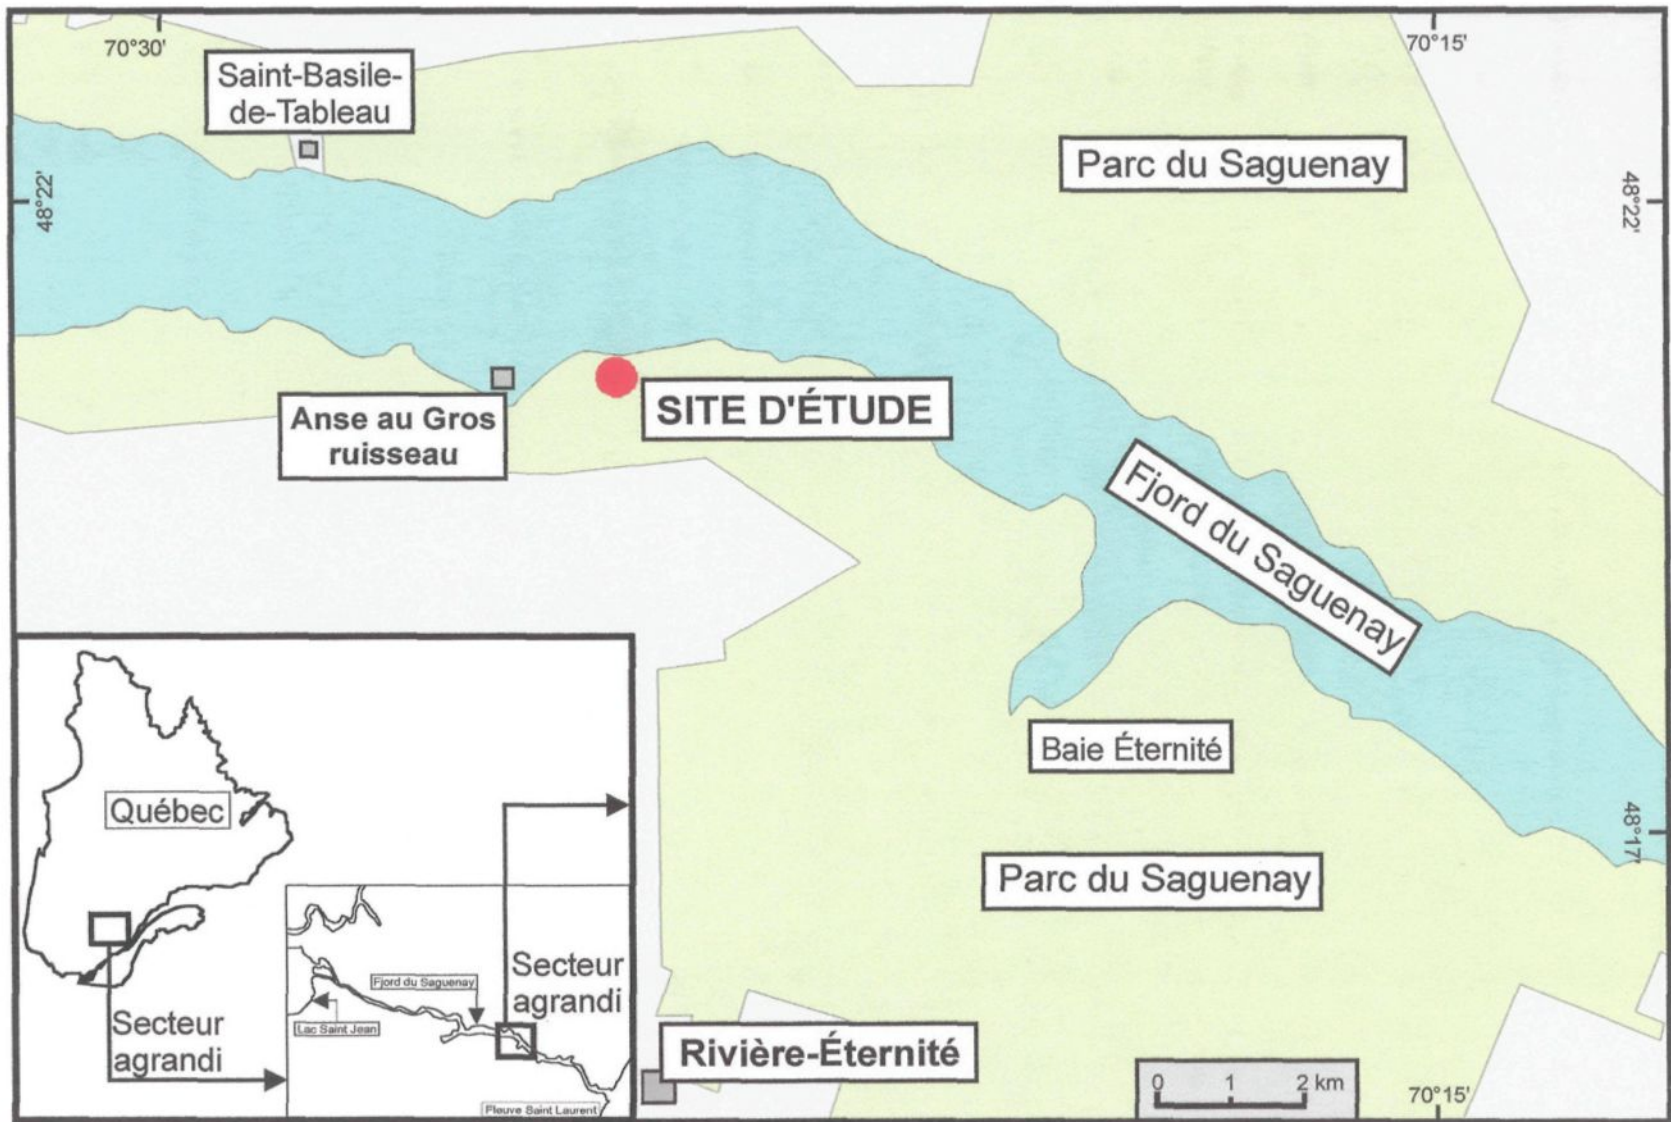 70°30'
70°15'
Saint-Basile-
de-Tableau
Parc du Saguenay
48°22'
48°22'
SITE D'ÉTUDE
Anse au Gros
ruisseau
Fjord du Saguenay
Baie Éternité
Québec
48°17'
Parc du Saguenay
Secteur
agrandi
Fjord du Saguenay
Lac Saint Jean
Secteur
agrandi
Rivière-Éternité
0 1 2 km
70°15'
Fleuve Saint Laurent